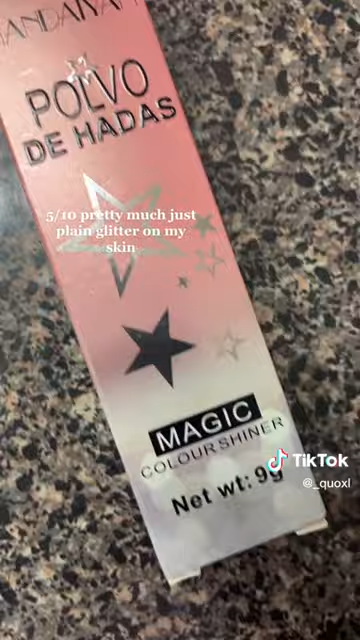 POLVO
DE HADAS
5/10 pretty much just
plain glitter on my
skin
MAGIC
COLOUR SHINER
Net wt: 9g
TikTok
@_quoxl